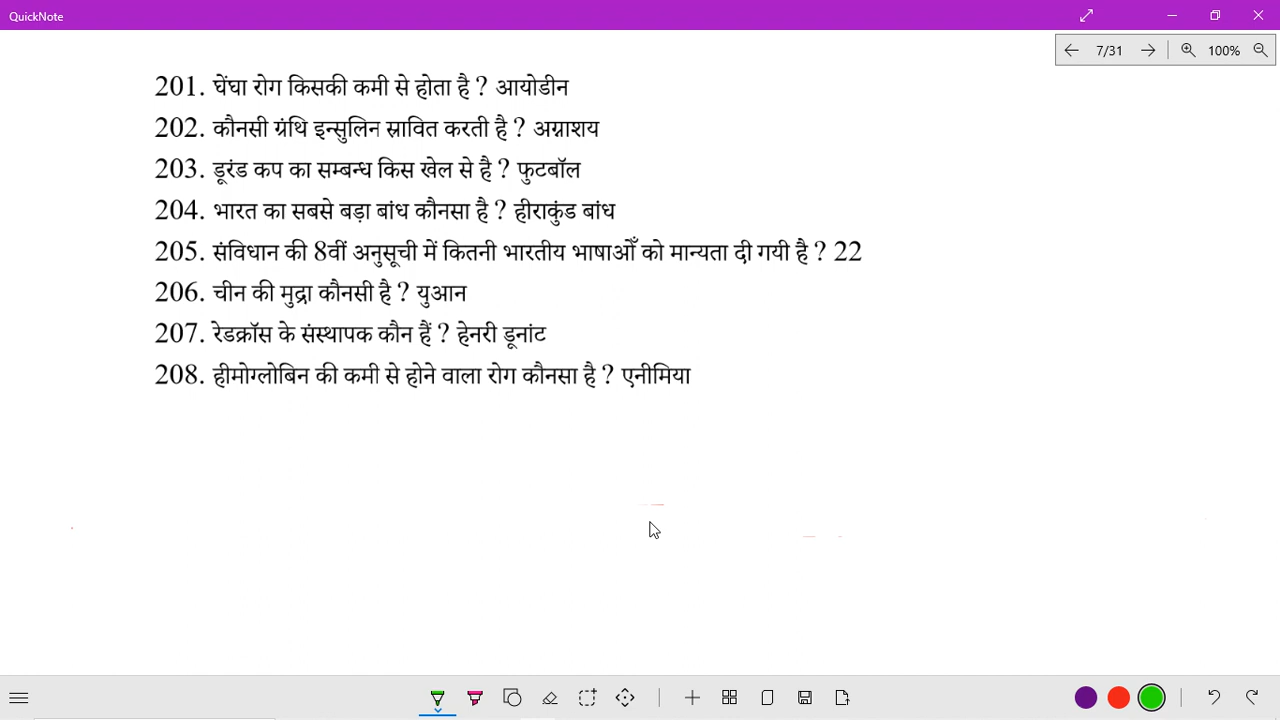 QuickNote
7/31
100%
201. घेंघा रोग किसकी कमी से होता है ? आयोडीन
202. कौनसी ग्रंथि इन्सुलिन स्रावित करती है ? अग्नाशय
203. डूरंड कप का सम्बन्ध किस खेल से है ? फुटबॉल
204. भारत का सबसे बड़ा बांध कौनसा है ? हीराकुंड बांध
205. संविधान की 8वीं अनुसूची में कितनी भारतीय भाषाओँ को मान्यता दी गयी है ? 22
206. चीन की मुद्रा कौनसी है ? युआन
207. रेडक्रॉस के संस्थापक कौन हैं ? हेनरी डूनांट
208. हीमोग्लोबिन की कमी से होने वाला रोग कौनसा है ? एनीमिया